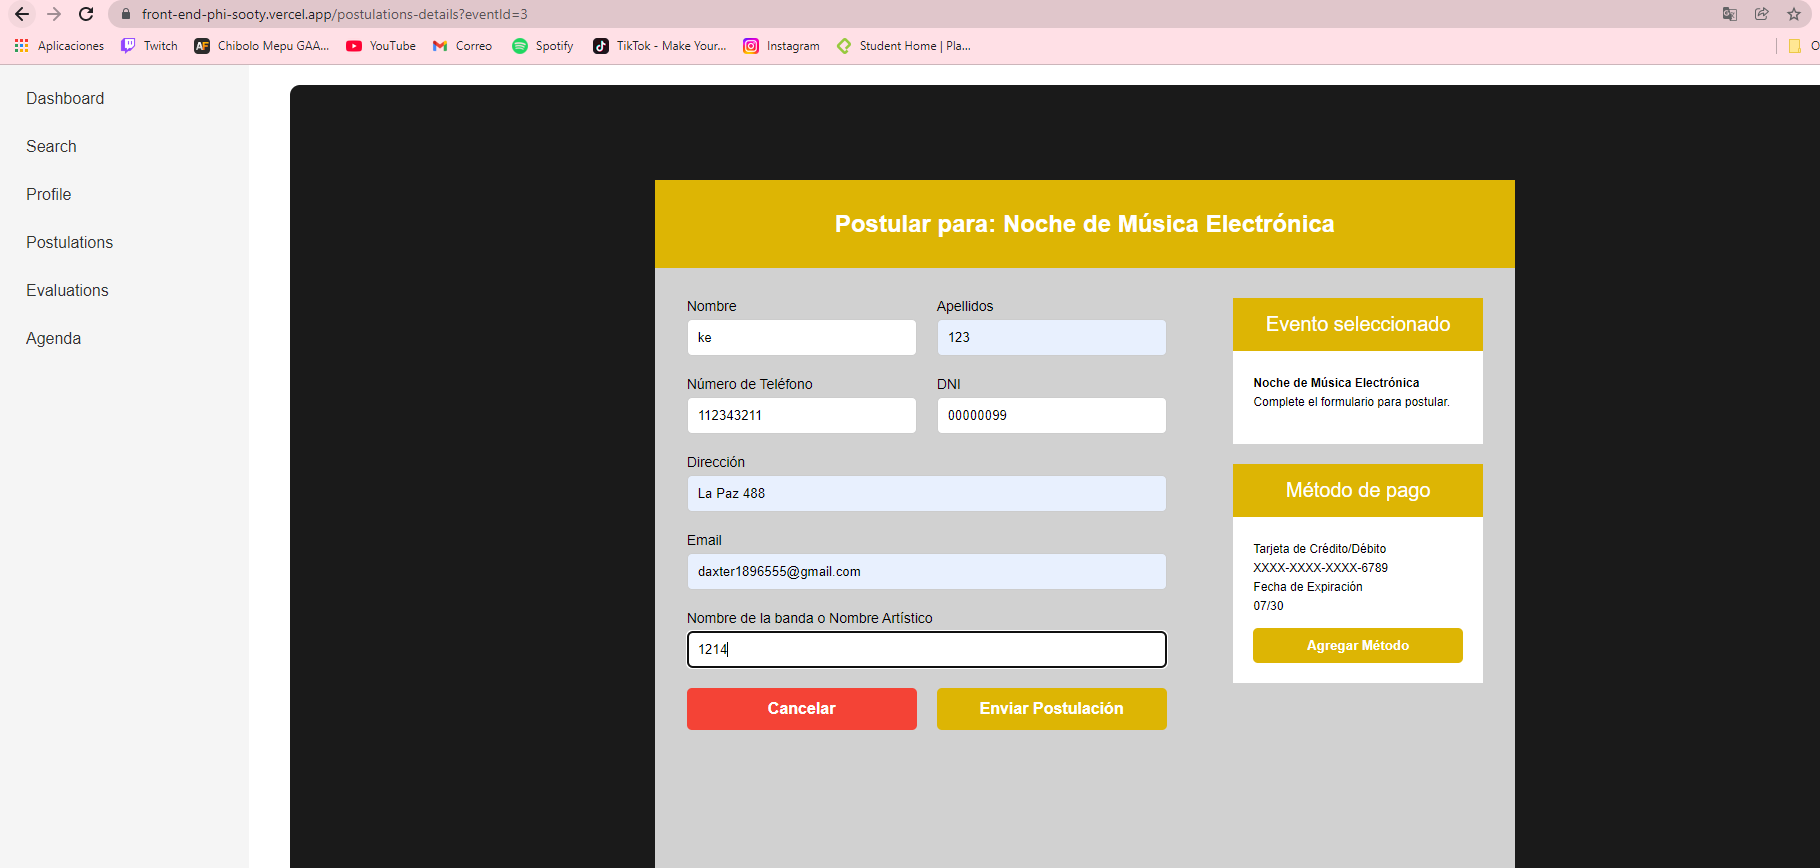 front-end-phi-sooty.vercel.app/postulations-details?eventId=3
Aplicaciones Twitch Chibolo Mepu GAA... YouTube Correo Spotify TikTok - Make Your... Instagram Student Home | Pla... O
Dashboard
Search
Profile
Postulations
Evaluations
Agenda
Postular para: Noche de Música Electrónica
Nombre
ke
Apellidos
123
Número de Teléfono
112343211
DNI
00000099
Dirección
La Paz 488
Email
daxter1896555@gmail.com
Nombre de la banda o Nombre Artístico
1214
Cancelar
Enviar Postulación
Evento seleccionado
Noche de Música Electrónica
Complete el formulario para postular.
Método de pago
Tarjeta de Crédito/Débito
XXXX-XXXX-XXXX-6789
Fecha de Expiración
07/30
Agregar Método